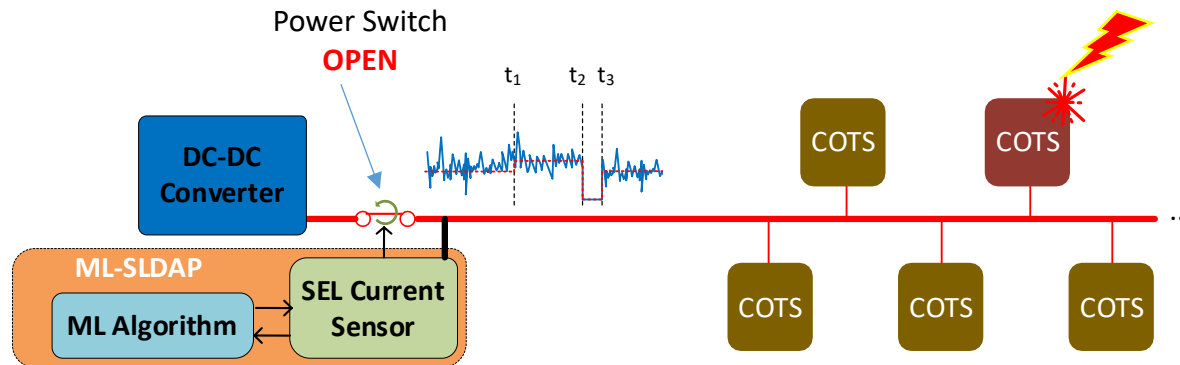 Power Switch
OPEN
t1 t2 t3
DC-DC
Converter
COTS
COTS
...
ML-SLDAP
SEL Current
Sensor
ML Algorithm
COTS
COTS
COTS